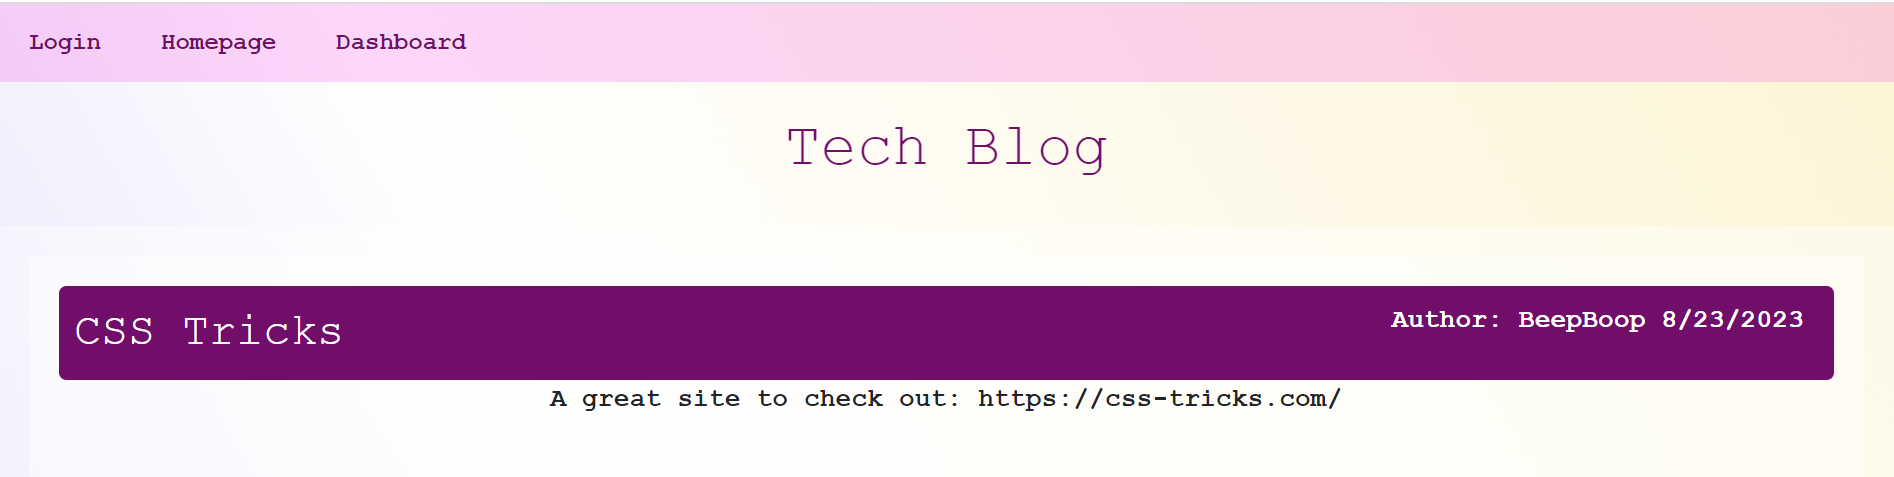 Login Homepage Dashboard
Tech Blog
CSS Tricks
Author: BeepBoop 8/23/2023
A great site to check out: https://css-tricks.com/